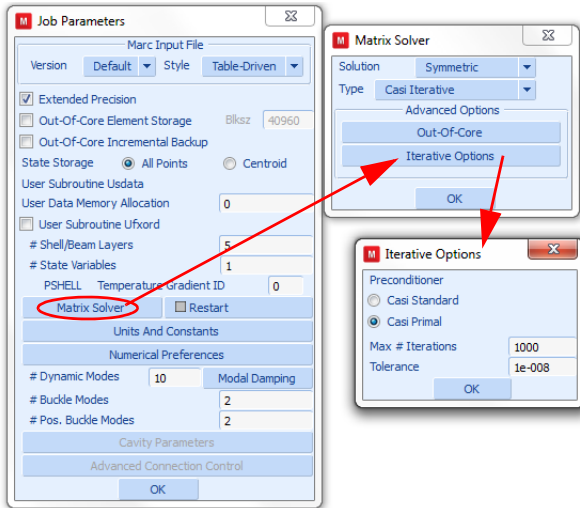 Job Parameters
Marc Input File
Version Default Style Table-Driven
Extended Precision
Out-Of-Core Element Storage Blksz 40960
Out-Of-Core Incremental Backup
State Storage All Points Centroid
User Subroutine Usdata
User Data Memory Allocation 0
User Subroutine Ufxord
# Shell/Beam Layers 5
# State Variables 1
PSHELL Temperature Gradient ID 0
Matrix Solver Restart
Units And Constants
Numerical Preferences
# Dynamic Modes 10 Modal Damping
# Buckle Modes 2
# Pos. Buckle Modes 2
Cavity Parameters
Advanced Connection Control
OK
Matrix Solver
Solution Symmetric
Type Casi Iterative
Advanced Options
Out-Of-Core
Iterative Options
OK
Iterative Options
Preconditioner
Casi Standard
Casi Primal
Max # Iterations 1000
Tolerance 1e-008
OK